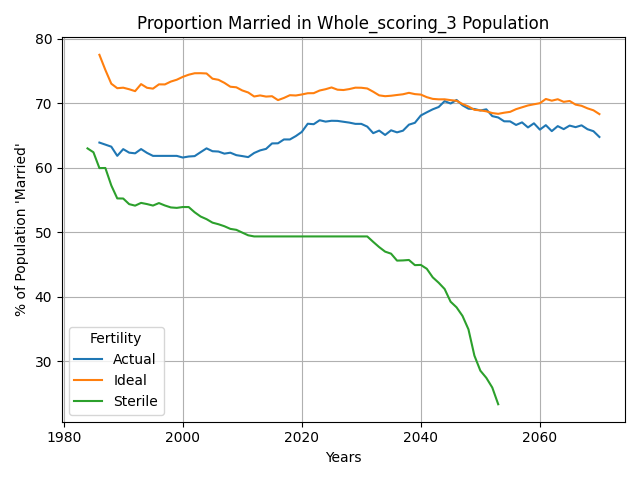 Proportion Married in Whole_scoring_3 Population
% of Population 'Married'
80
70
60
50
40
30
Fertility
Actual
Ideal
Sterile
1980
2000
2020
2040
2060
Years